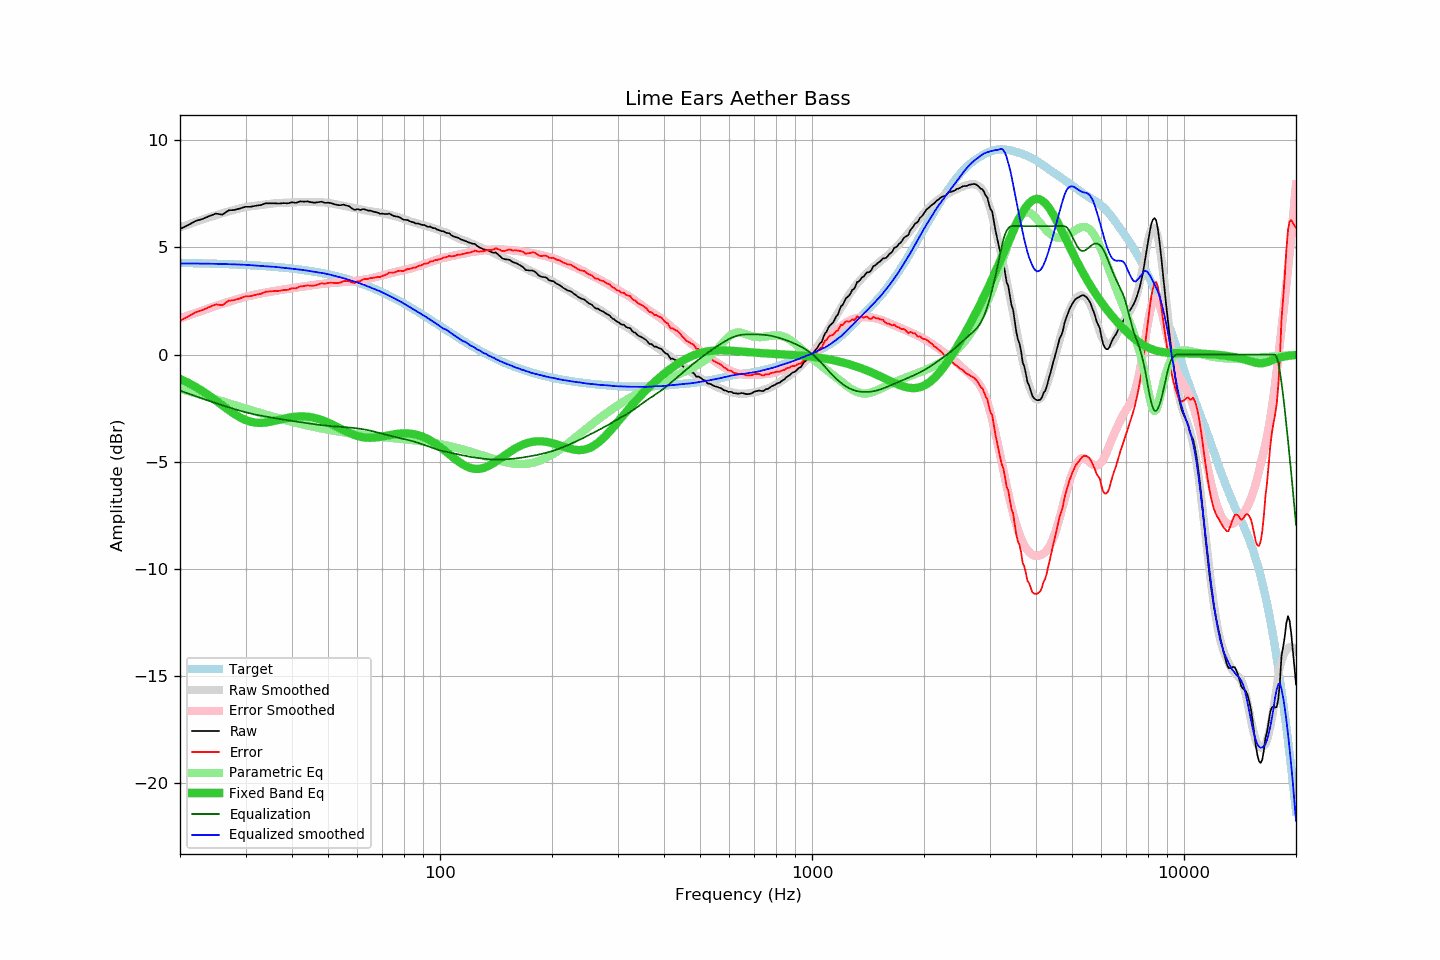 Lime Ears Aether Bass
10
5
0
−5
−10
−15
−20
Amplitude (dBr)
Target
Raw Smoothed
Error Smoothed
Raw
Error
Parametric Eq
Fixed Band Eq
Equalization
Equalized smoothed
100 1000 10000
Frequency (Hz)